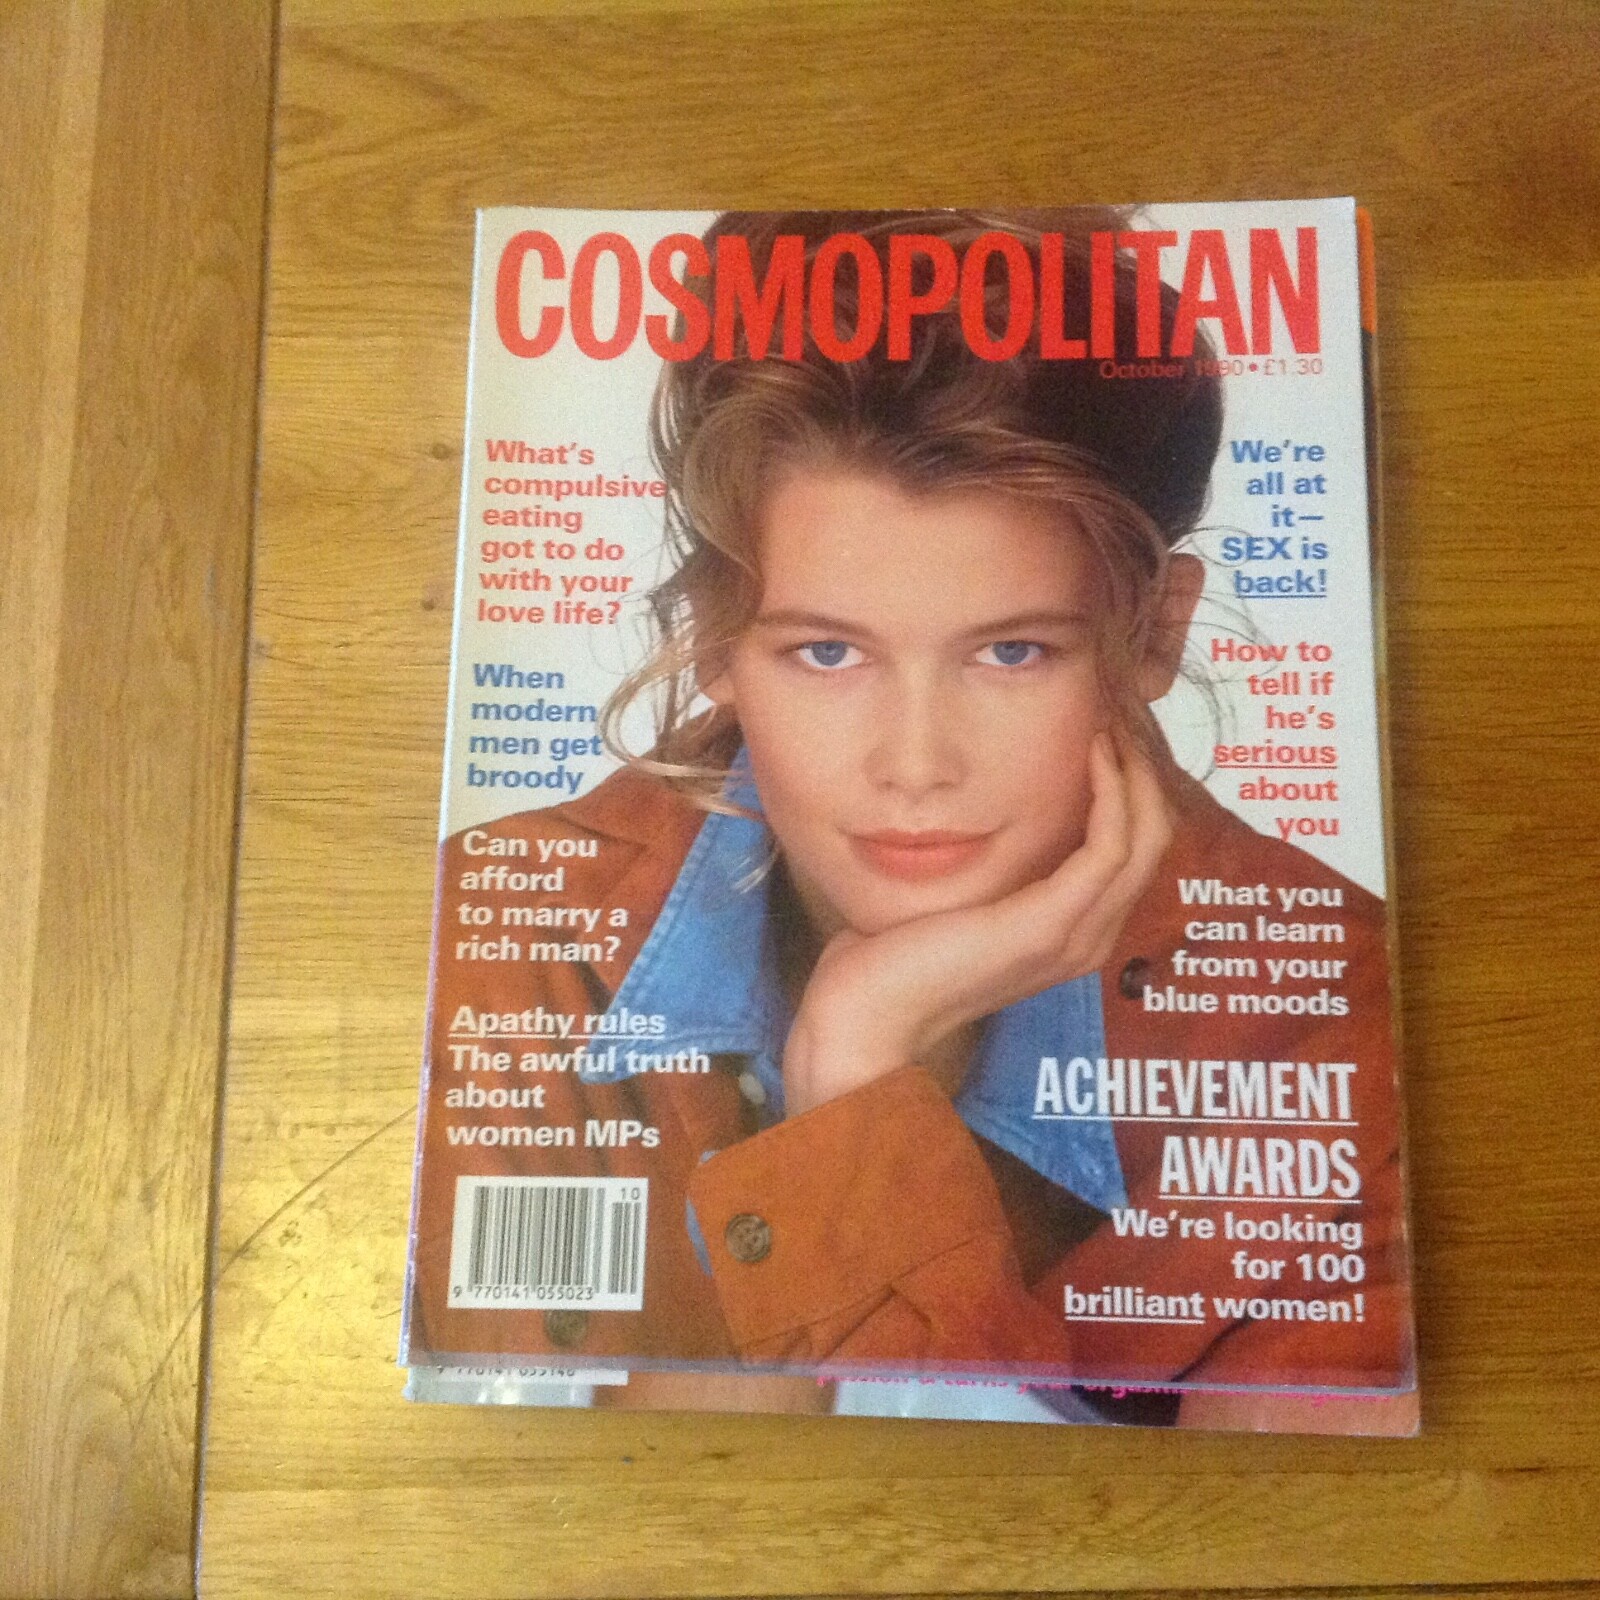 COSMOPOLITAN
October 1990 • £1.30
What's
compulsive
eating
got to do
with your
love life?
When
modern
men get
broody
Can you
afford
to marry a
rich man?
Apathy rules
The awful truth
about
women MPs
10
9 770141 055023
We're
all at
it—
SEX is
back!
How to
tell if
he's
serious
about
you
What you
can learn
from your
blue moods
ACHIEVEMENT
AWARDS
We're looking
for 100
brilliant women!